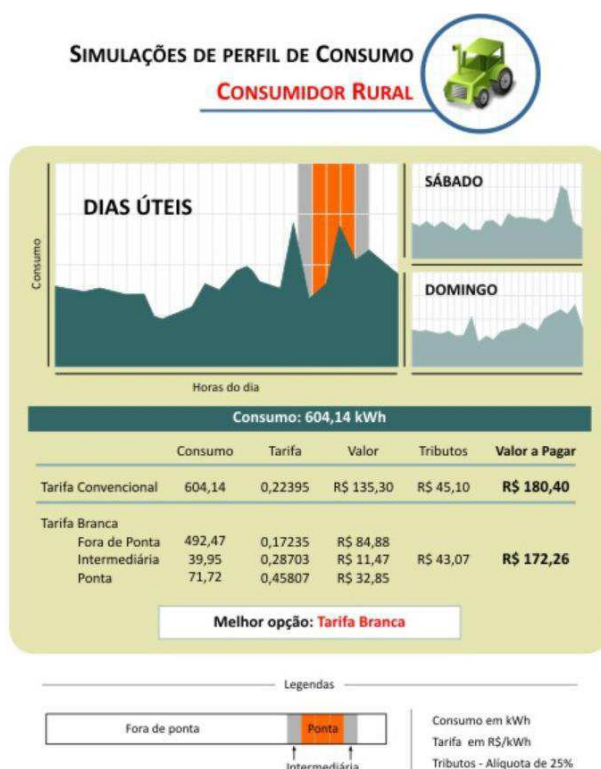 SIMULAÇÕES DE PERFIL DE CONSUMO
CONSUMIDOR RURAL
DIAS ÚTEIS
SÁBADO
DOMINGO
Consumo
Horas do dia
Consumo: 604,14 kWh
Consumo Tarifa Valor Tributos Valor a Pagar
Tarifa Convencional 604,14 0,22395 R$ 135,30 R$ 45,10 R$ 180,40
Tarifa Branca
Fora de Ponta 492,47 0,17235 R$ 84,88
Intermediária 39,95 0,28703 R$ 11,47 R$ 43,07 R$ 172,26
Ponta 71,72 0,45807 R$ 32,85
Melhor opção: Tarifa Branca
Legendas
Fora de ponta
Ponta
Intermediária
Consumo em kWh
Tarifa em R$/kWh
Tributos - Alíquota de 25%